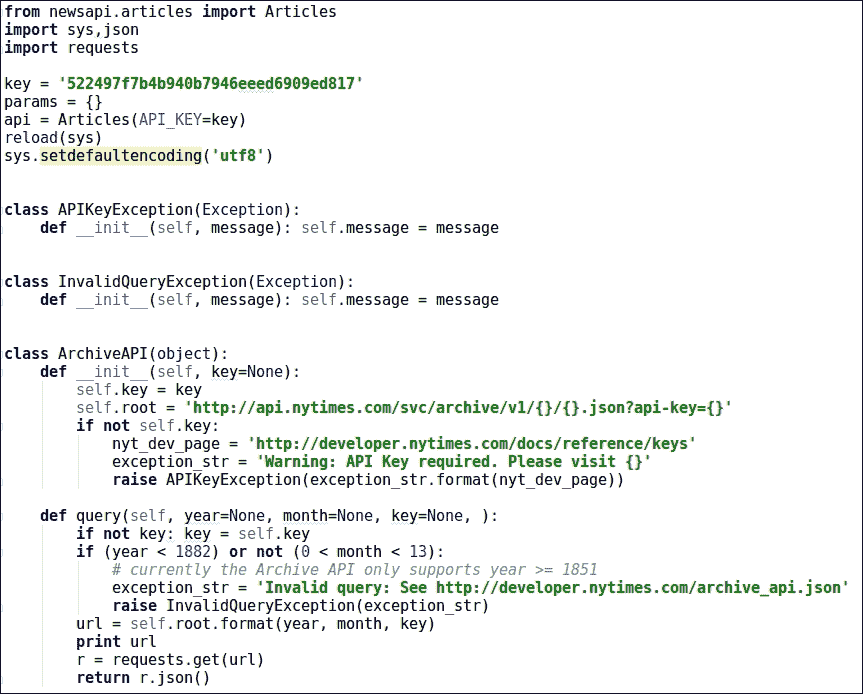 from newsapi.articles import Articles
import sys,json
import requests
key = '522497f7b4b940b7946eeed6909ed817'
params = {}
api = Articles(API_KEY=key)
reload(sys)
sys.setdefaultencoding('utf8')
class APIKeyException(Exception):
    def __init__(self, message): self.message = message
class InvalidQueryException(Exception):
    def __init__(self, message): self.message = message
class ArchiveAPI(object):
    def __init__(self, key=None):
        self.key = key
        self.root = 'http://api.nytimes.com/svc/archive/v1/{}/{}.json?api-key={}'
        if not self.key:
            nyt_dev_page = 'http://developer.nytimes.com/docs/reference/keys'
            exception_str = 'Warning: API Key required. Please visit {}'
            raise APIKeyException(exception_str.format(nyt_dev_page))
    def query(self, year=None, month=None, key=None, ):
        if not key: key = self.key
        if (year < 1882) or not (0 < month < 13):
            # currently the Archive API only supports year >= 1851
            exception_str = 'Invalid query: See http://developer.nytimes.com/archive_api.json'
            raise InvalidQueryException(exception_str)
        url = self.root.format(year, month, key)
        print url
        r = requests.get(url)
        return r.json()